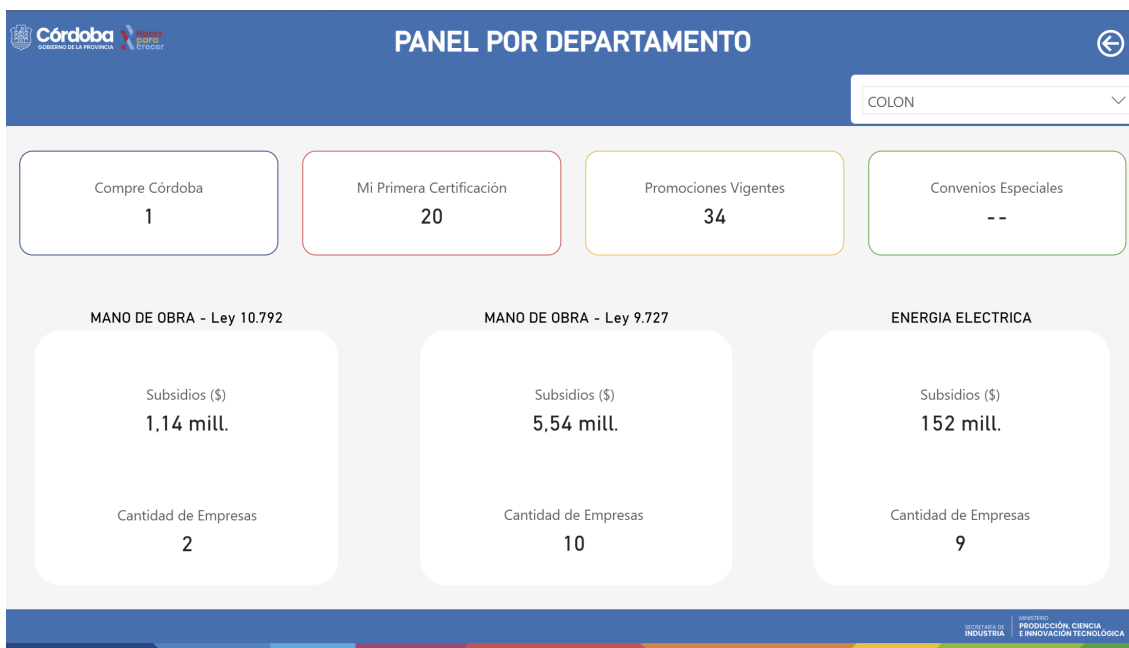 Córdoba
GOBIERNO DE LA PROVINCIA
Hacer
para
crecer
PANEL POR DEPARTAMENTO
COLON
Compre Córdoba
1
Mi Primera Certificación
20
Promociones Vigentes
34
Convenios Especiales
--
MANO DE OBRA - Ley 10.792
Subsidios ($)
1,14 mill.
Cantidad de Empresas
2
MANO DE OBRA - Ley 9.727
Subsidios ($)
5,54 mill.
Cantidad de Empresas
10
ENERGIA ELECTRICA
Subsidios ($)
152 mill.
Cantidad de Empresas
9
SECRETARÍA DE
INDUSTRIA
MINISTERIO
PRODUCCIÓN, CIENCIA
E INNOVACIÓN TECNOLÓGICA